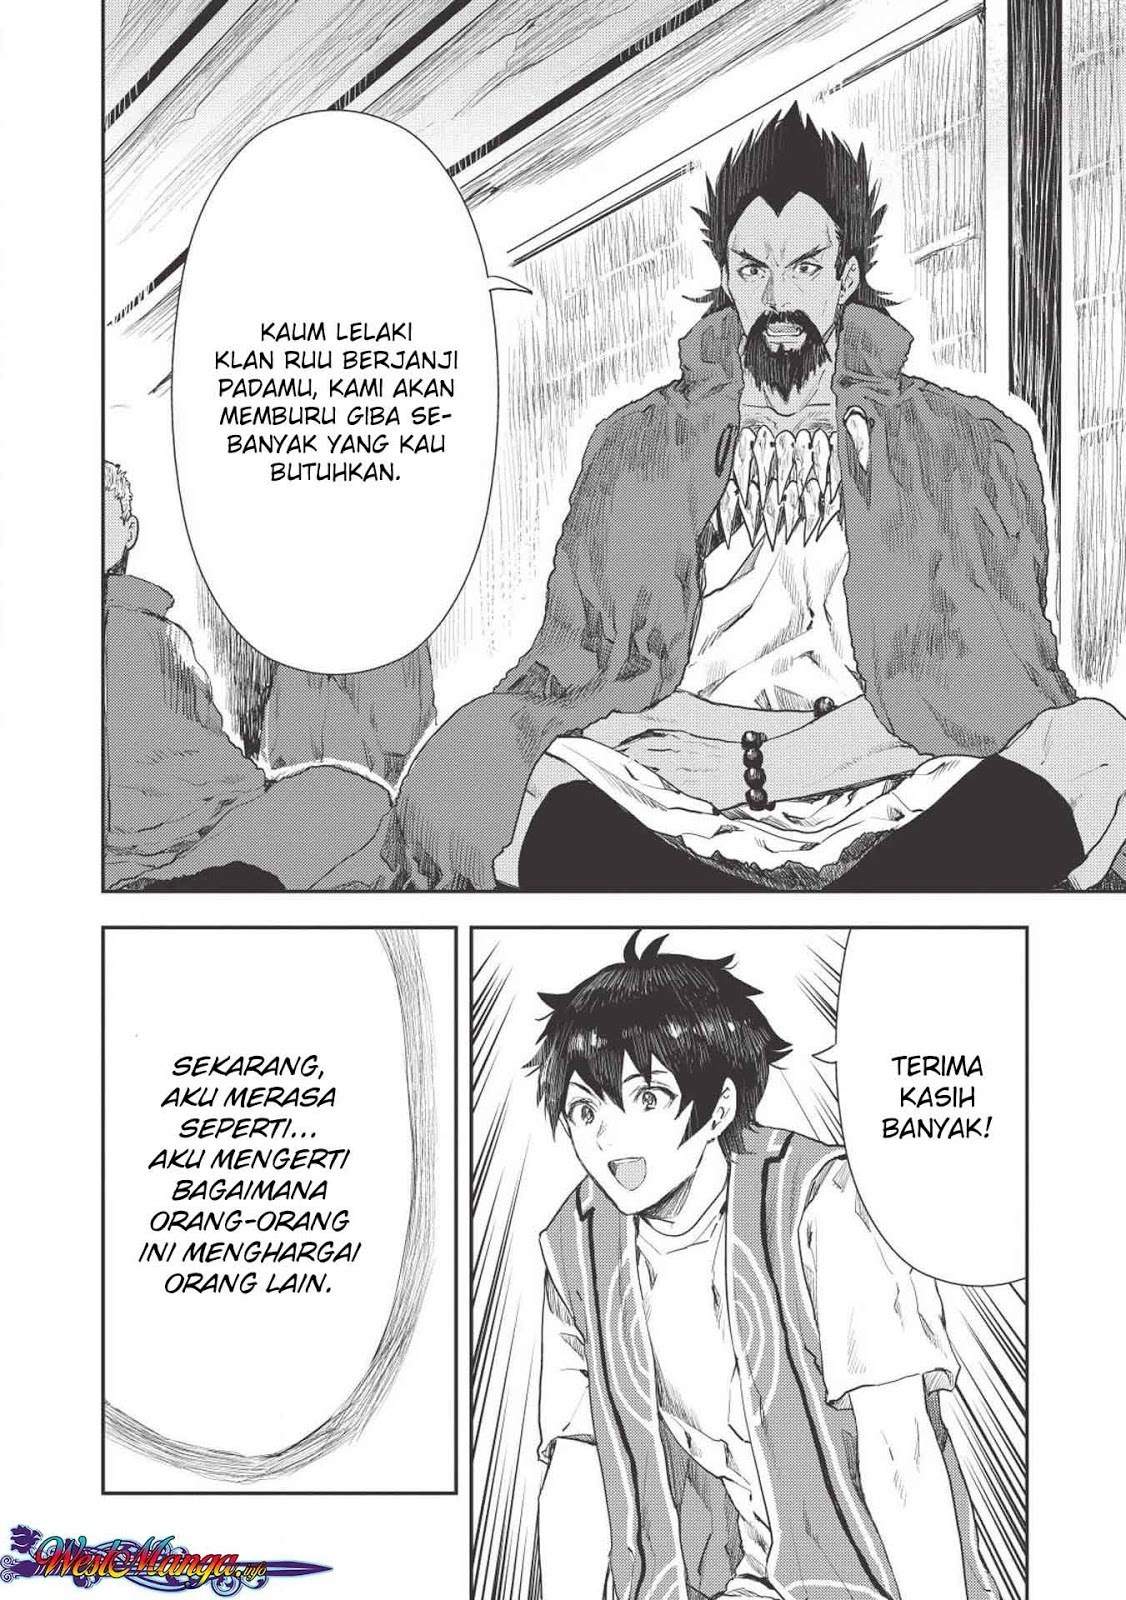 KAUM LELAKI
KLAN RUU BERJANJI
PADAMU, KAMI AKAN
MEMBURU GIBA SE-
BANYAK YANG KAU
BUTUHKAN.
TERIMA
KASIH
BANYAK!
SEKARANG,
AKU MERASA
SEPERTI...
AKU MENGERTI
BAGAIMANA
ORANG-ORANG
INI MENGHARGAI
ORANG LAIN.
WestManga.info